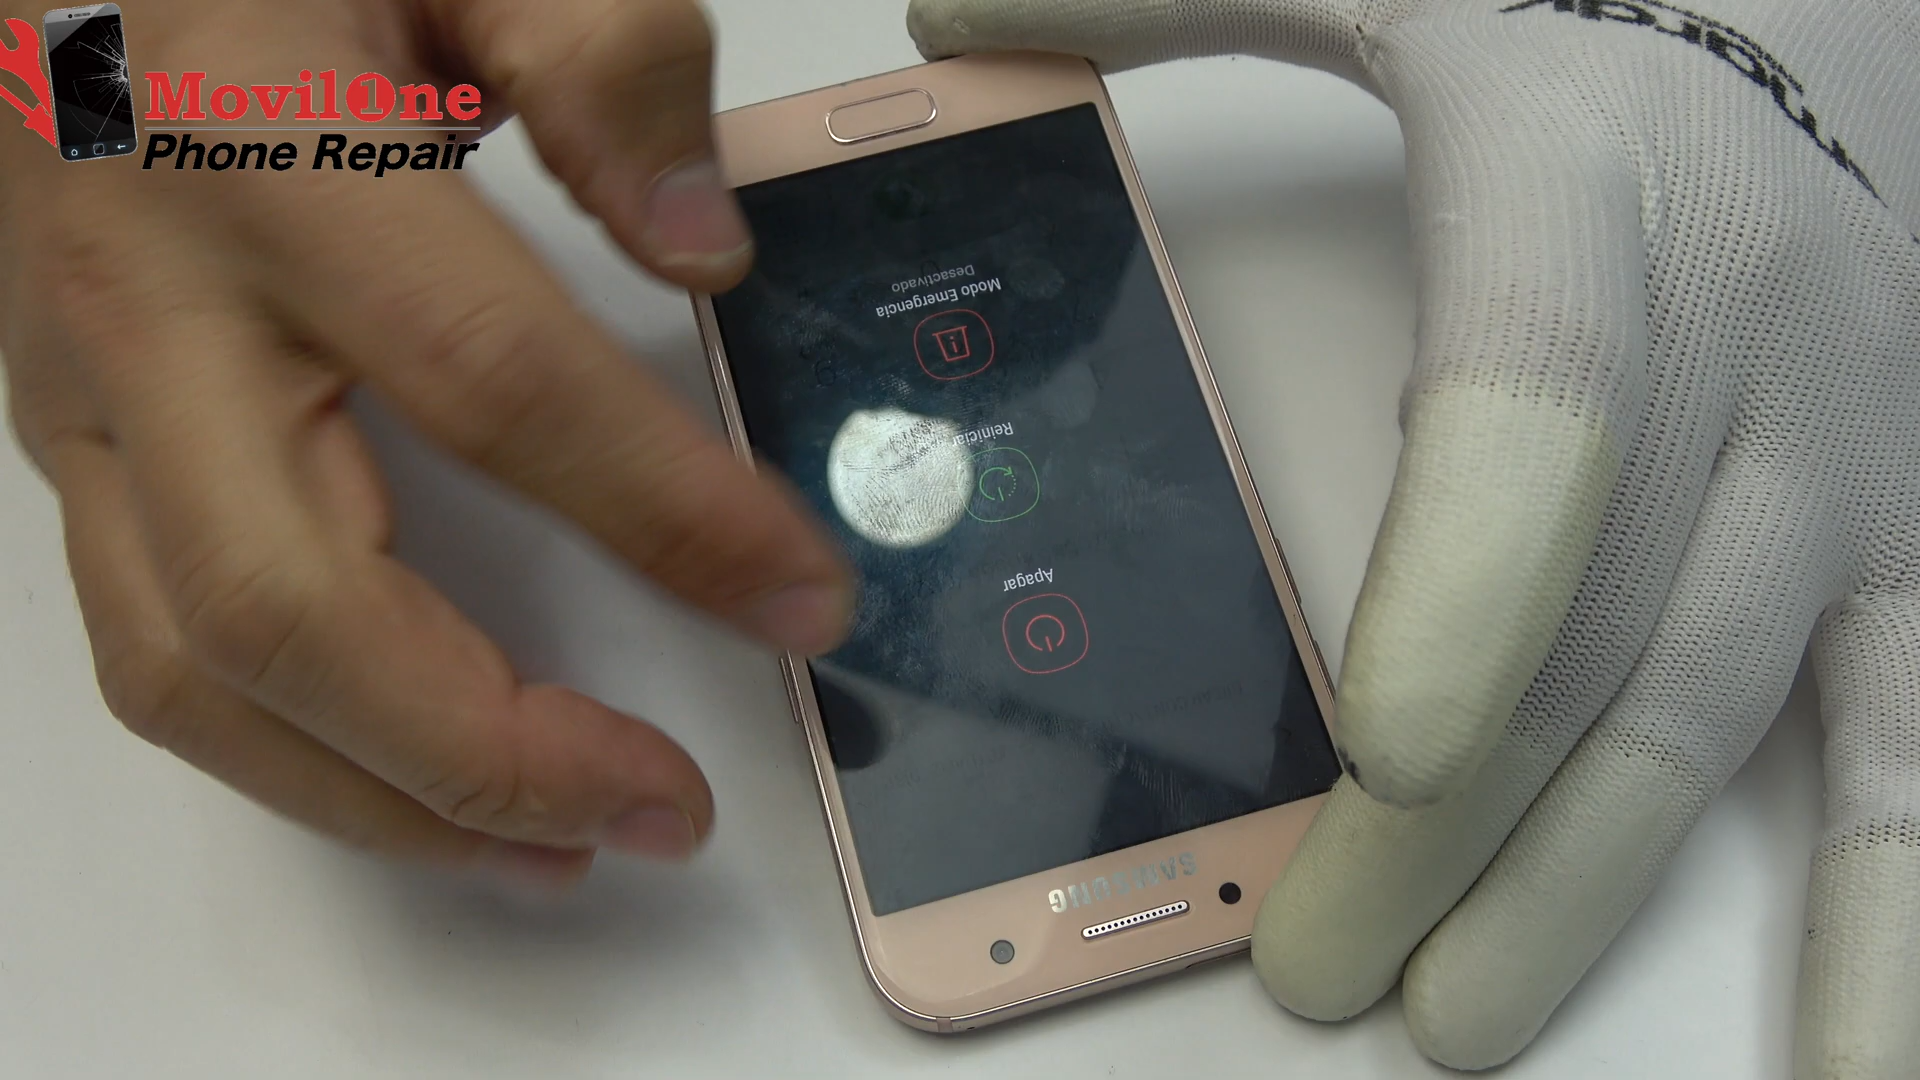 Movil1ne
Phone Repair
Apagar
Reiniciar
Modo Emergencia
Desactivado
SAMSUNG